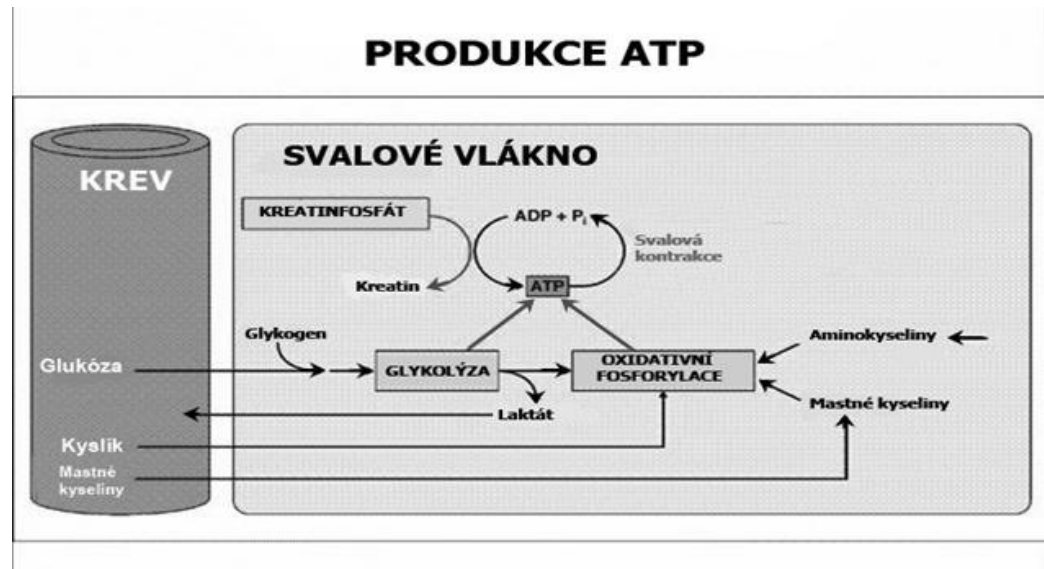 PRODUKCE ATP
KREV
SVALOVÉ VLÁKNO
KREATINFOSFÁT
ADP + Pi
Svalová
kontrakce
Kreatin
ATP
Glykogen
Glukóza
GLYKOLÝZA
OXIDATIVNÍ
FOSFORYLACE
Aminokyseliny
Laktát
Mastné kyseliny
Kyslík
Mastné
kyseliny